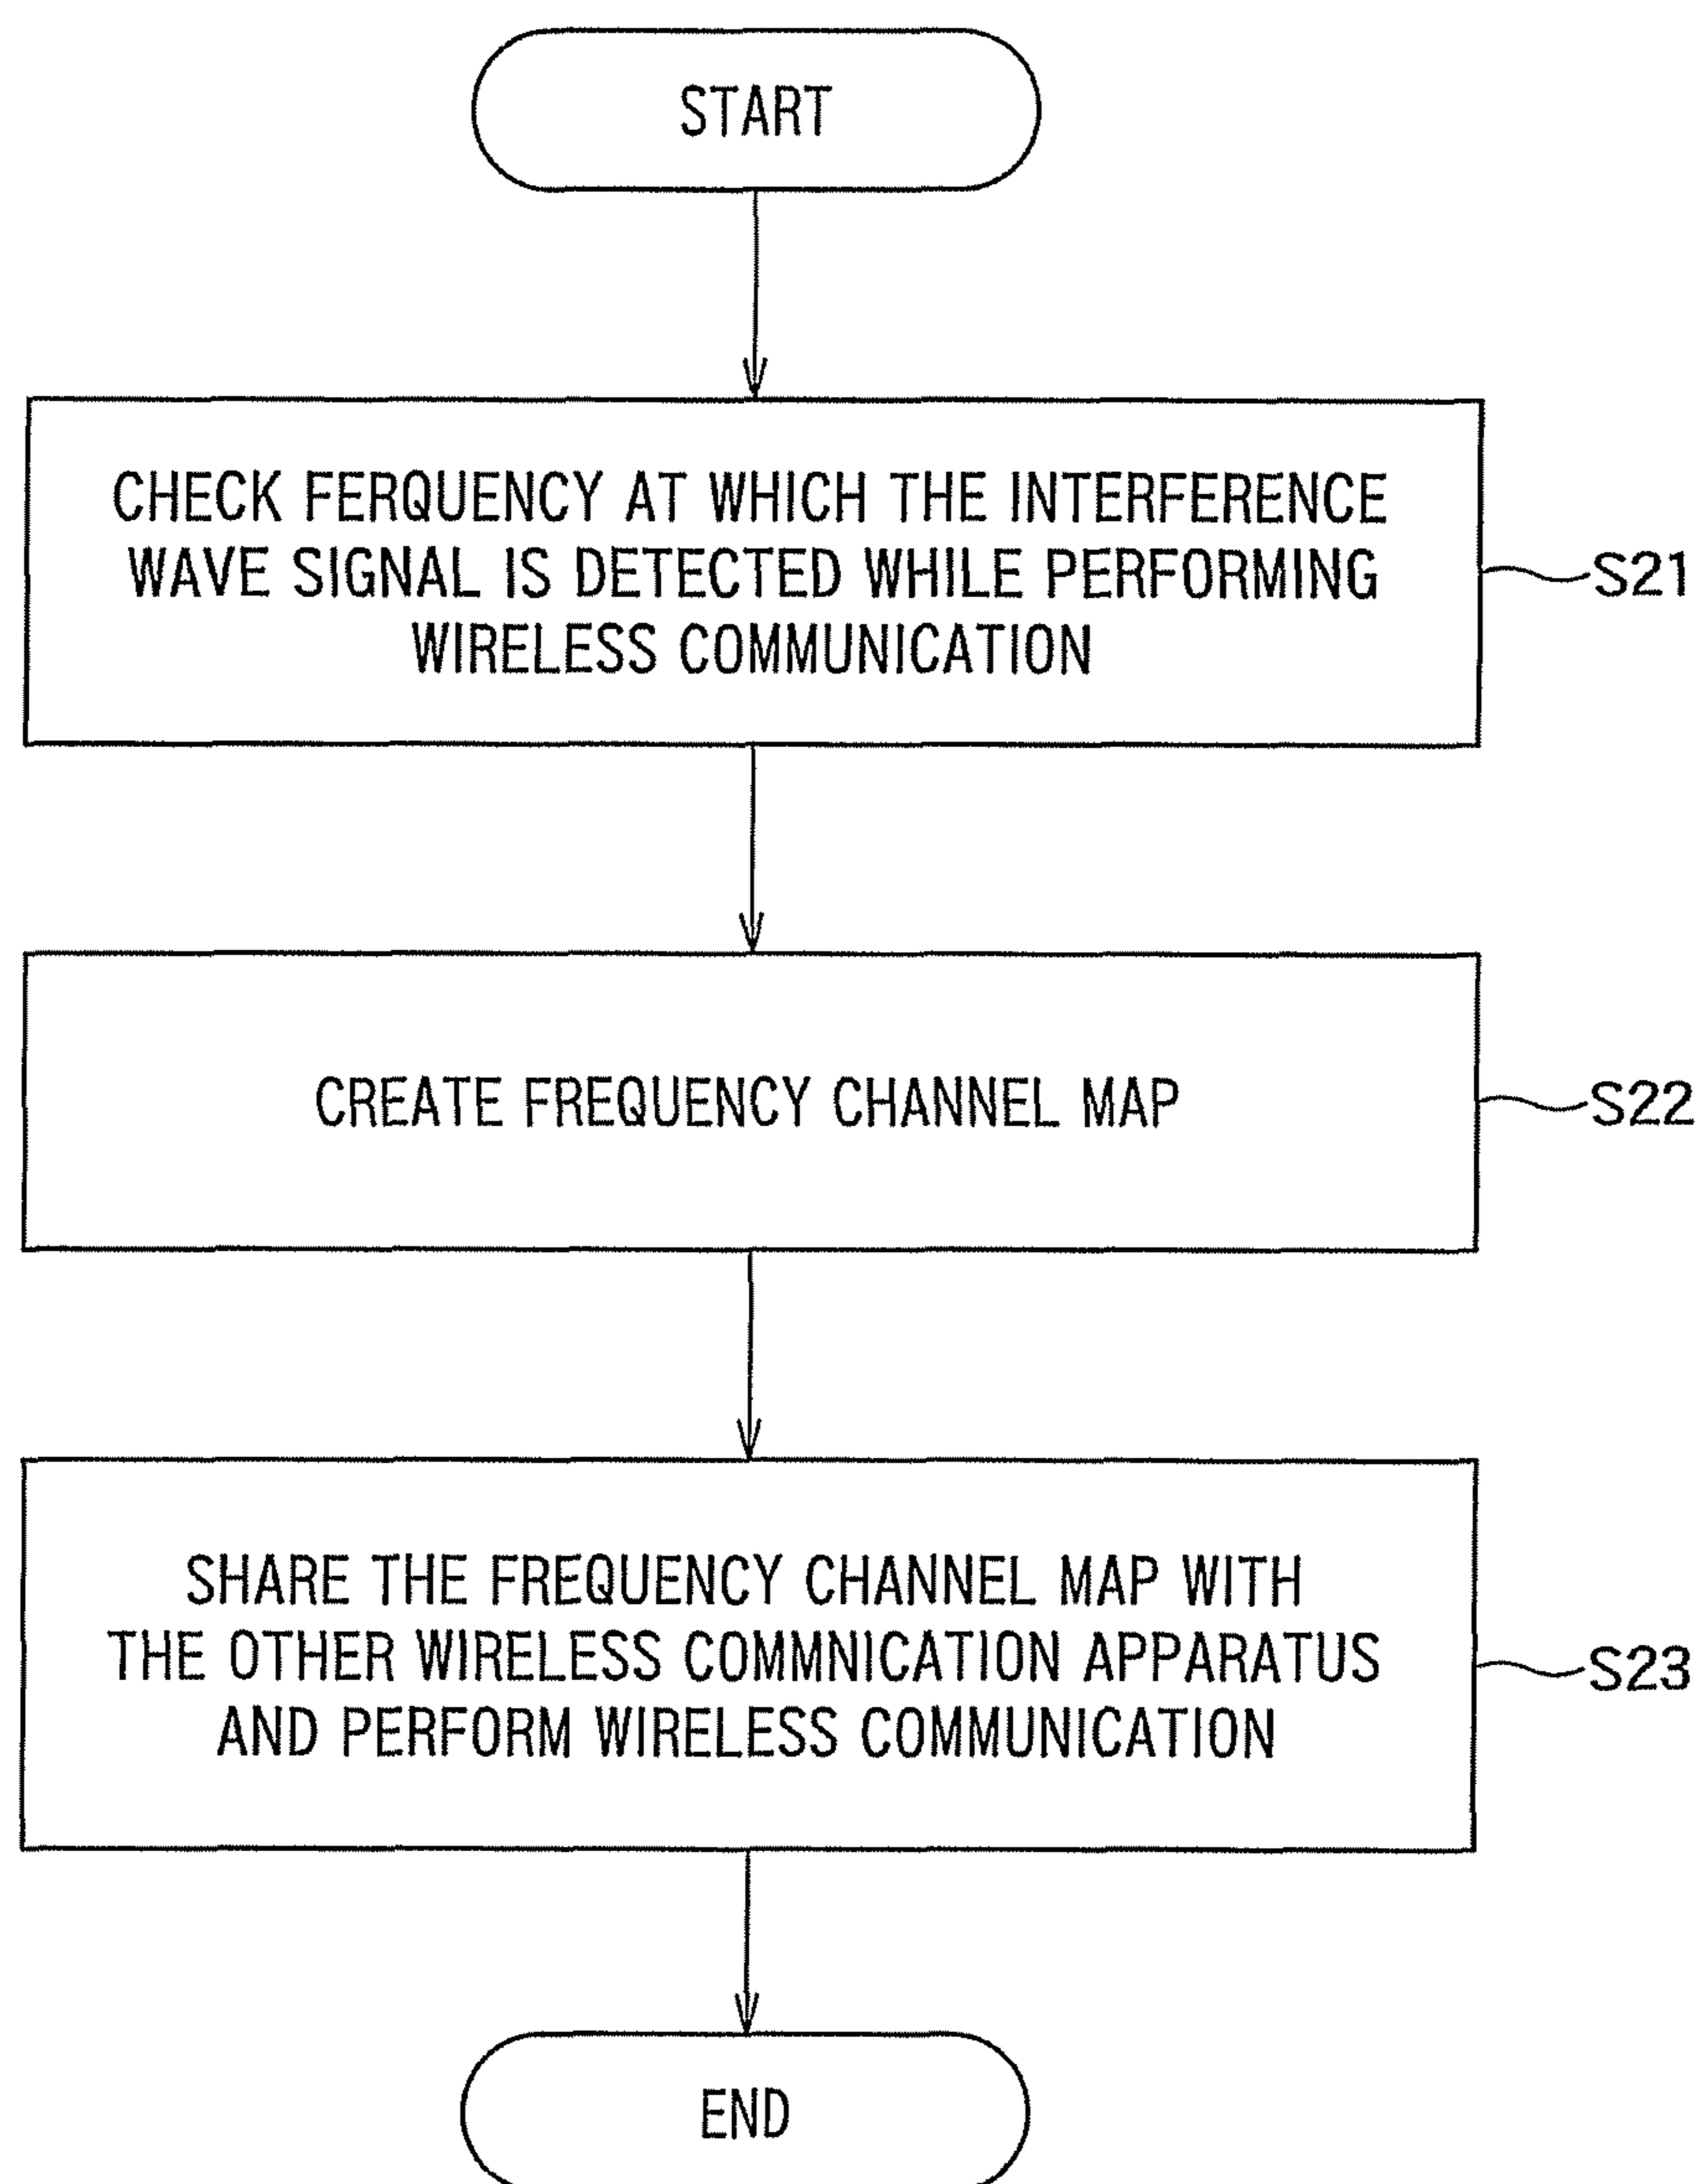 START
CHECK FERQUENCY AT WHICH THE INTERFERENCE
WAVE SIGNAL IS DETECTED WHILE PERFORMING
WIRELESS COMMUNICATION
S21
CREATE FREQUENCY CHANNEL MAP
S22
SHARE THE FREQUENCY CHANNEL MAP WITH
THE OTHER WIRELESS COMMNICATION APPARATUS
AND PERFORM WIRELESS COMMUNICATION
S23
END